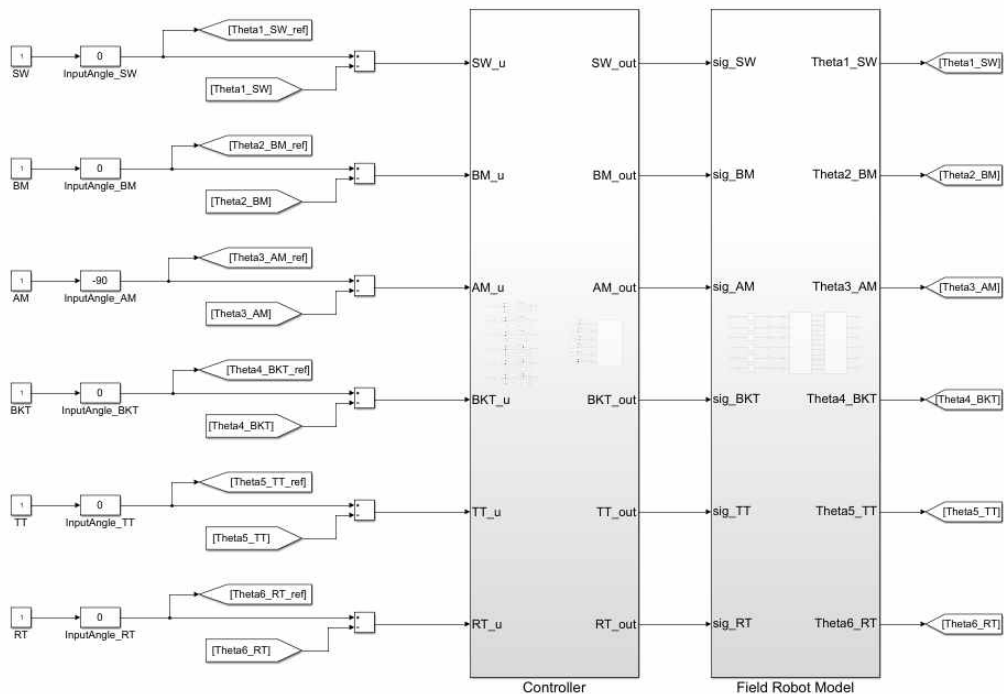 [Theta1_SW_ref]
1
SW
0
InputAngle_SW
[Theta1_SW]
SW_u
SW_out
sig_SW
Theta1_SW
[Theta1_SW]
[Theta2_BM_ref]
1
BM
0
InputAngle_BM
[Theta2_BM]
BM_u
BM_out
sig_BM
Theta2_BM
[Theta2_BM]
[Theta3_AM_ref]
1
AM
-90
InputAngle_AM
[Theta3_AM]
AM_u
AM_out
sig_AM
Theta3_AM
[Theta3_AM]
[Theta4_BKT_ref]
1
BKT
0
InputAngle_BKT
[Theta4_BKT]
BKT_u
BKT_out
sig_BKT
Theta4_BKT
[Theta4_BKT]
[Theta5_TT_ref]
1
TT
0
InputAngle_TT
[Theta5_TT]
TT_u
TT_out
sig_TT
Theta5_TT
[Theta5_TT]
[Theta6_RT_ref]
1
RT
0
InputAngle_RT
[Theta6_RT]
RT_u
RT_out
sig_RT
Theta6_RT
[Theta6_RT]
Controller
Field Robot Model